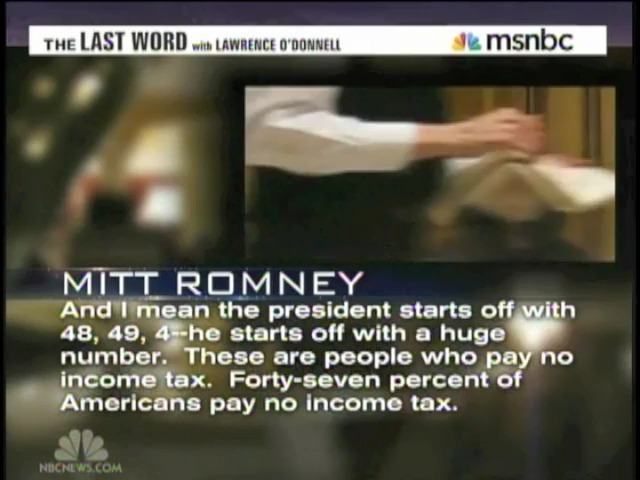 THE LAST WORD with LAWRENCE O'DONNELL
msnbc
MITT ROMNEY
And I mean the president starts off with
48, 49, 4--he starts off with a huge
number. These are people who pay no
income tax. Forty-seven percent of
Americans pay no income tax.
NBCNEWS.COM